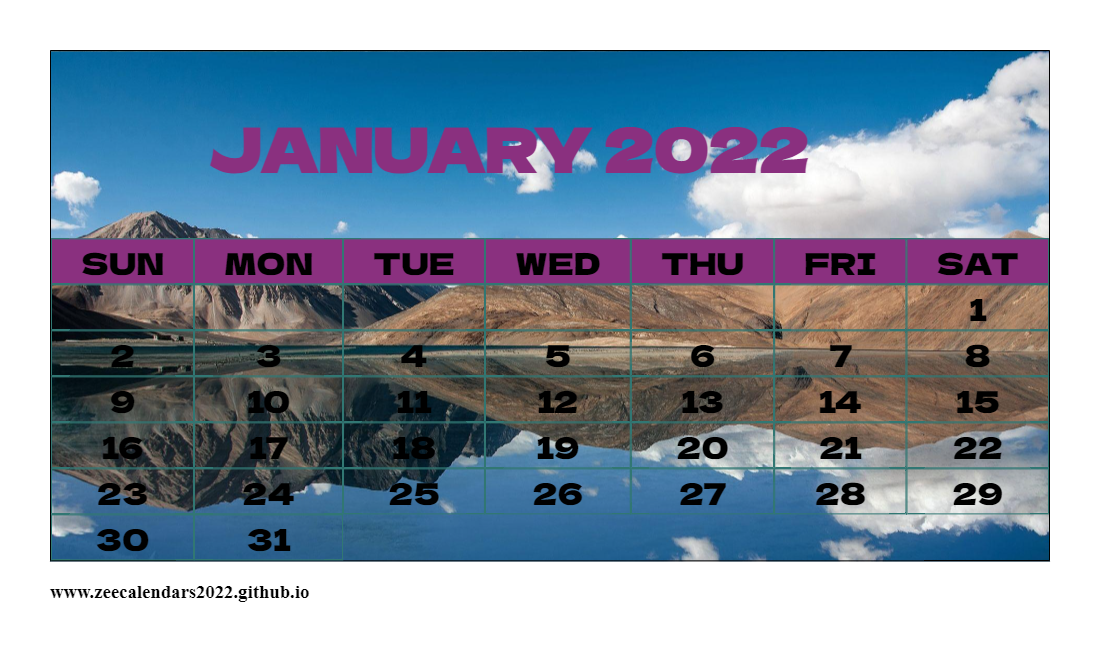 JANUARY 2022
SUN MON TUE WED THU FRI SAT
1
2 3 4 5 6 7 8
9 10 11 12 13 14 15
16 17 18 19 20 21 22
23 24 25 26 27 28 29
30 31
www.zeecalendars2022.github.io